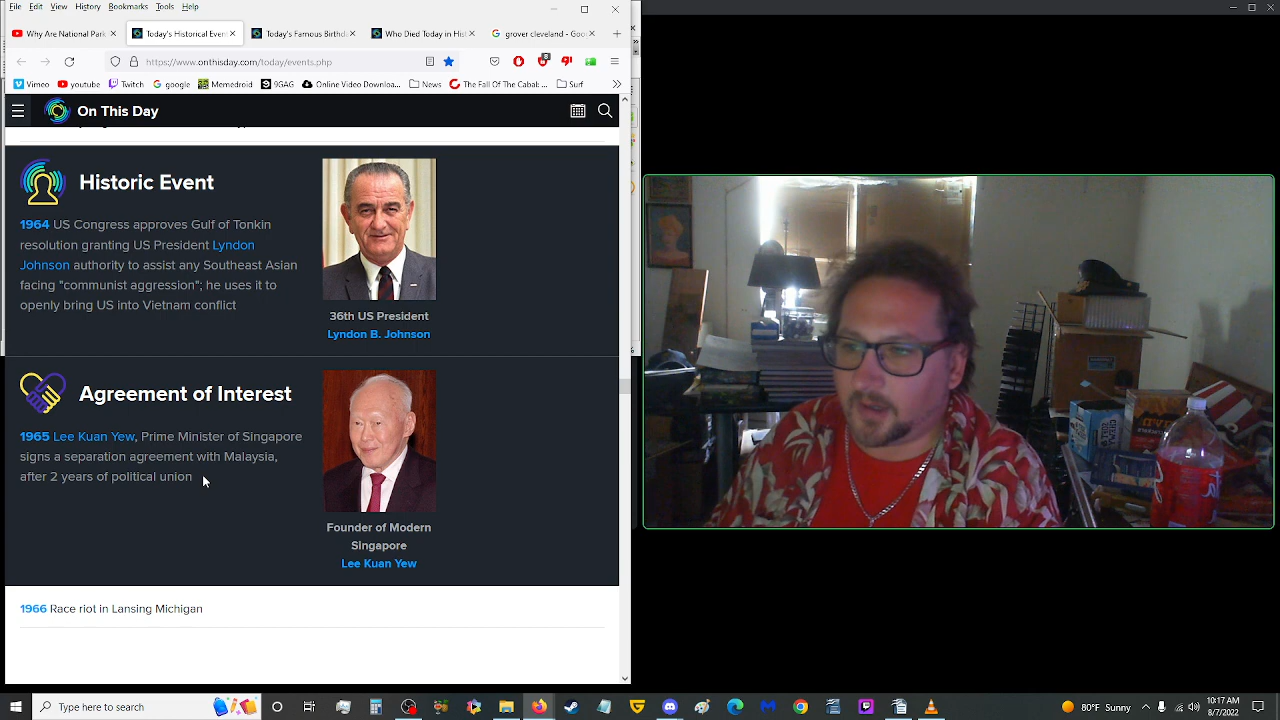 File Edit View History Bookmarks Tools Help
Why Are National Park
Today's Historical Even
Today's Famous Birthda
Who Died Today in Hist
grover cleveland - Goo
https://www.onthisday.com/today/events.php
Vimeo youtube Twitch google Memedroid 9GAG Online Video Downloa... News The Fall Of The Cabal ... Surf
On This Day
Historic Event
1964 US Congress approves Gulf of Tonkin
resolution granting US President Lyndon
Johnson authority to assist any Southeast Asian
facing "communist aggression"; he uses it to
openly bring US into Vietnam conflict
36th US President
Lyndon B. Johnson
Agreement of Interest
1965 Lee Kuan Yew, Prime Minister of Singapore
signs a separation agreement with Malaysia,
after 2 years of political union
Founder of Modern
Singapore
Lee Kuan Yew
1966 Race riot in Lansing Michigan
Type here to search
80°F Sunny
10:17 AM
8/7/2022